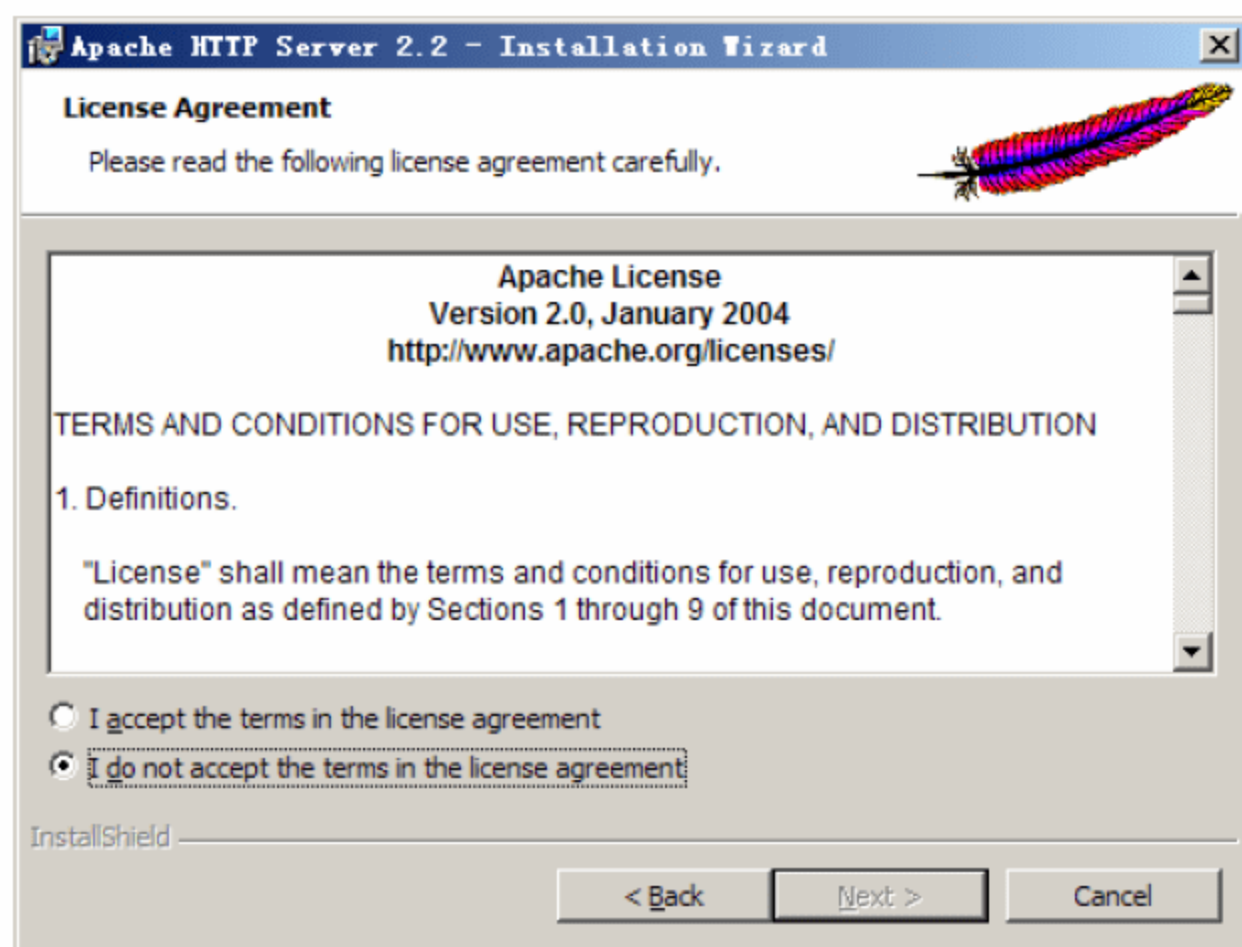 Apache HTTP Server 2.2 - Installation Wizard
License Agreement
Please read the following license agreement carefully.
Apache License
Version 2.0, January 2004
http://www.apache.org/licenses/
TERMS AND CONDITIONS FOR USE, REPRODUCTION, AND DISTRIBUTION
1. Definitions.
"License" shall mean the terms and conditions for use, reproduction, and
distribution as defined by Sections 1 through 9 of this document.
I accept the terms in the license agreement
I do not accept the terms in the license agreement
InstallShield
< Back Next > Cancel